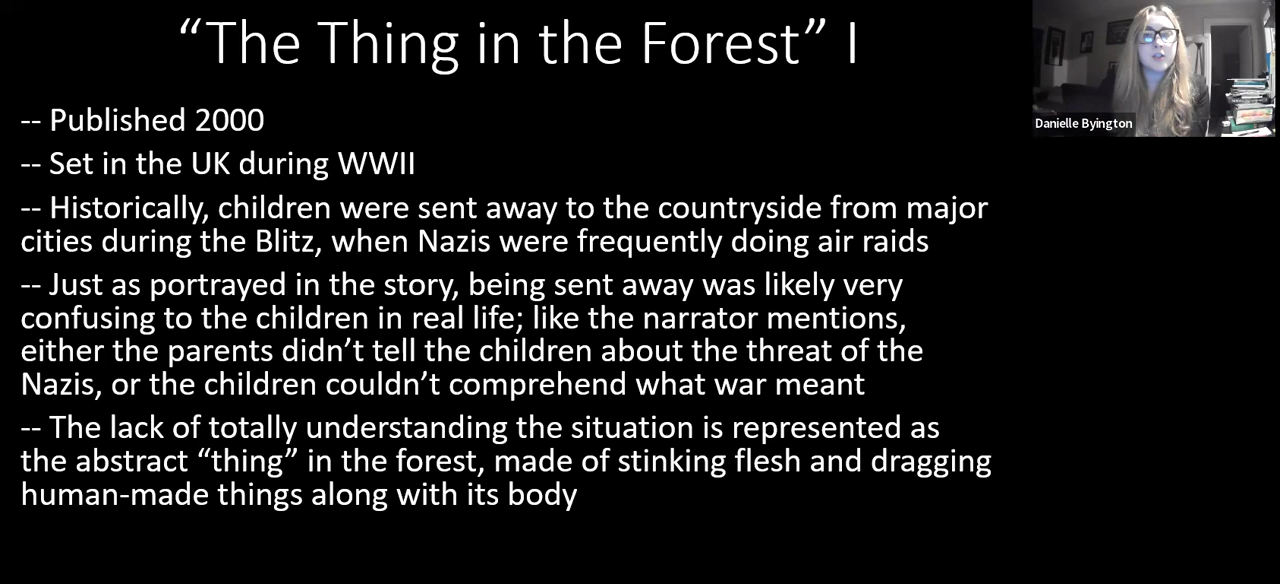 “The Thing in the Forest” I
-- Published 2000
-- Set in the UK during WWII
-- Historically, children were sent away to the countryside from major
cities during the Blitz, when Nazis were frequently doing air raids
-- Just as portrayed in the story, being sent away was likely very
confusing to the children in real life; like the narrator mentions,
either the parents didn’t tell the children about the threat of the
Nazis, or the children couldn’t comprehend what war meant
-- The lack of totally understanding the situation is represented as
the abstract “thing” in the forest, made of stinking flesh and dragging
human-made things along with its body
Danielle Byington